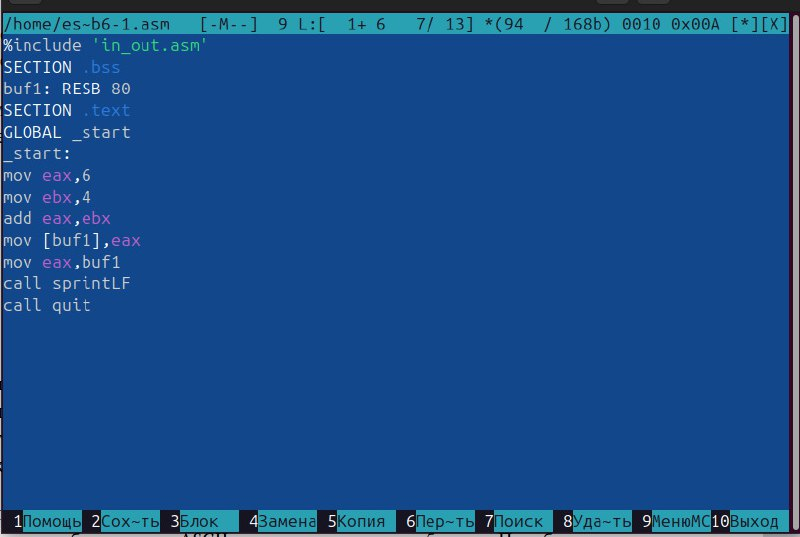 /home/es~b6-1.asm   [-M--]  9 L:[  1+ 6   7/ 13] *(94  / 168b) 0010 0x00A [*][X]
%include 'in_out.asm'
SECTION .bss
buf1: RESB 80
SECTION .text
GLOBAL _start
_start:
mov eax,6
mov ebx,4
add eax,ebx
mov [buf1],eax
mov eax,buf1
call sprintLF
call quit
1Помощь 2Сох~ть 3Блок 4Замена 5Копия 6Пер~ть 7Поиск 8Уда~ть 9МенюMC 10Выход